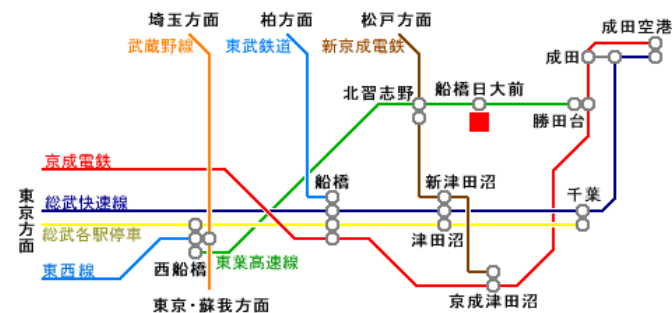 埼玉方面
柏方面
松戸方面
成田空港
武蔵野線
東武鉄道
新京成電鉄
成田
北習志野
船橋日大前
勝田台
京成電鉄
船橋
新津田沼
千葉
東京方面
総武快速線
総武各駅停車
津田沼
東西線
西船橋
東葉高速線
京成津田沼
東京・蘇我方面